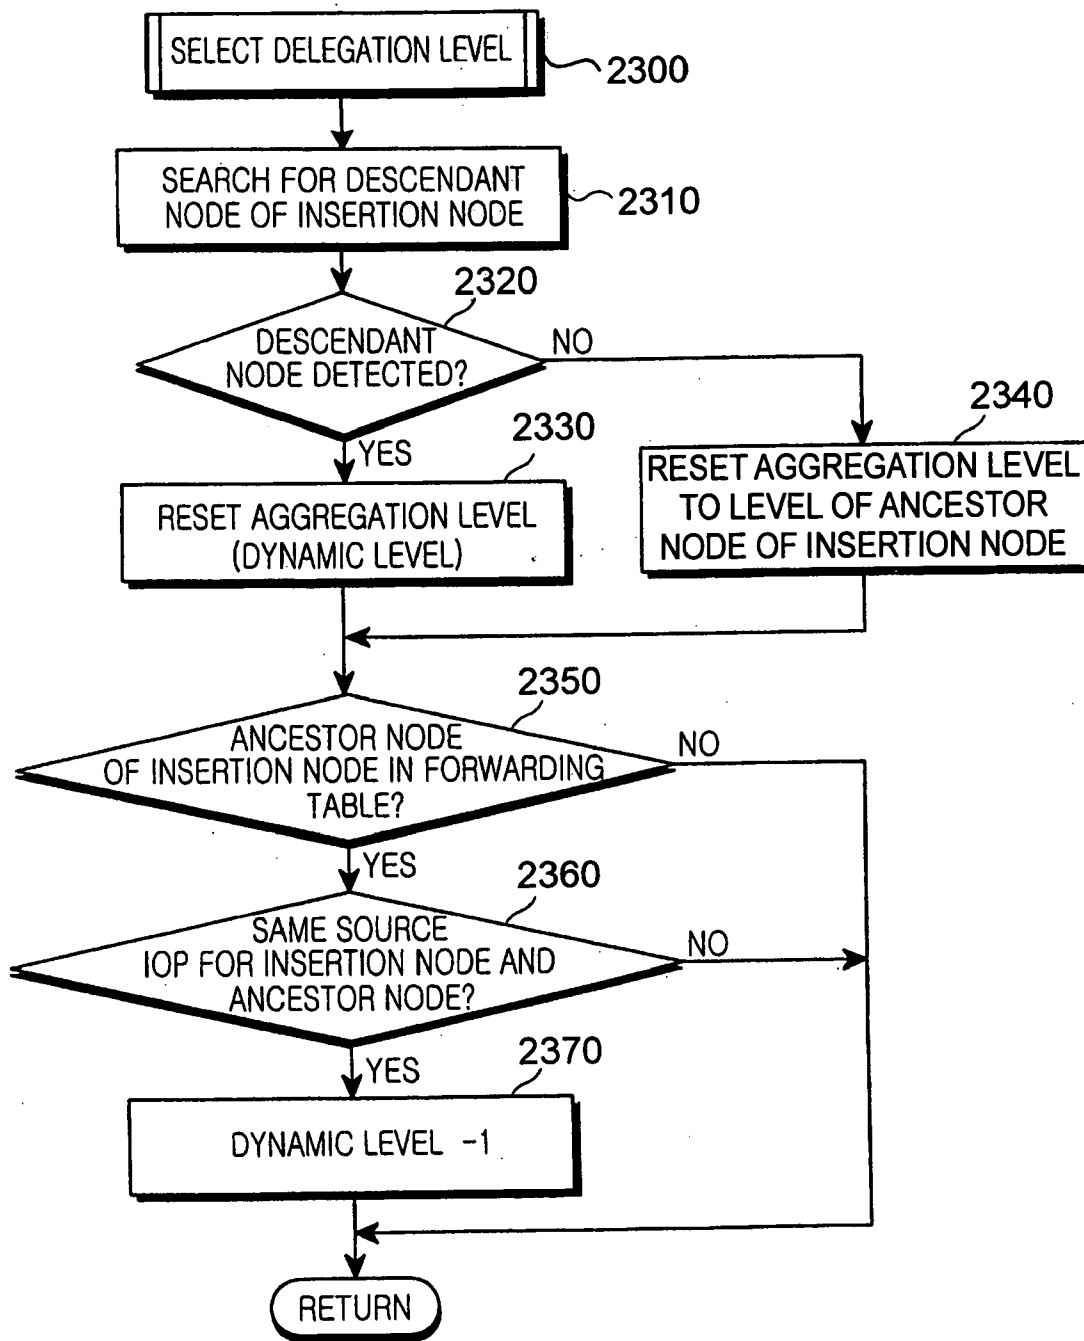 SELECT DELEGATION LEVEL
2300
SEARCH FOR DESCENDANT
NODE OF INSERTION NODE
2310
2320
DESCENDANT
NODE DETECTED?
NO
YES
2330
RESET AGGREGATION LEVEL
(DYNAMIC LEVEL)
2340
RESET AGGREGATION LEVEL
TO LEVEL OF ANCESTOR
NODE OF INSERTION NODE
2350
ANCESTOR NODE
OF INSERTION NODE IN FORWARDING
TABLE?
NO
YES
2360
SAME SOURCE
IOP FOR INSERTION NODE AND
ANCESTOR NODE?
NO
YES
2370
DYNAMIC LEVEL -1
RETURN